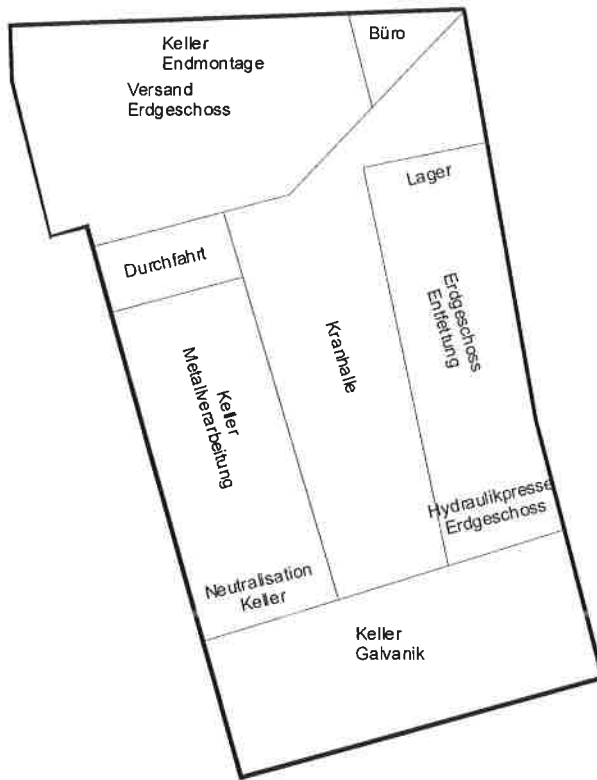 Keller
Endmontage
Büro
Versand
Erdgeschoss
Lager
Durchfahrt
Erdgeschoss
Entfettung
Kranhalle
Keller
Metallverarbeitung
Hydraulikpresse
Erdgeschoss
Neutralisation
Keller
Keller
Galvanik